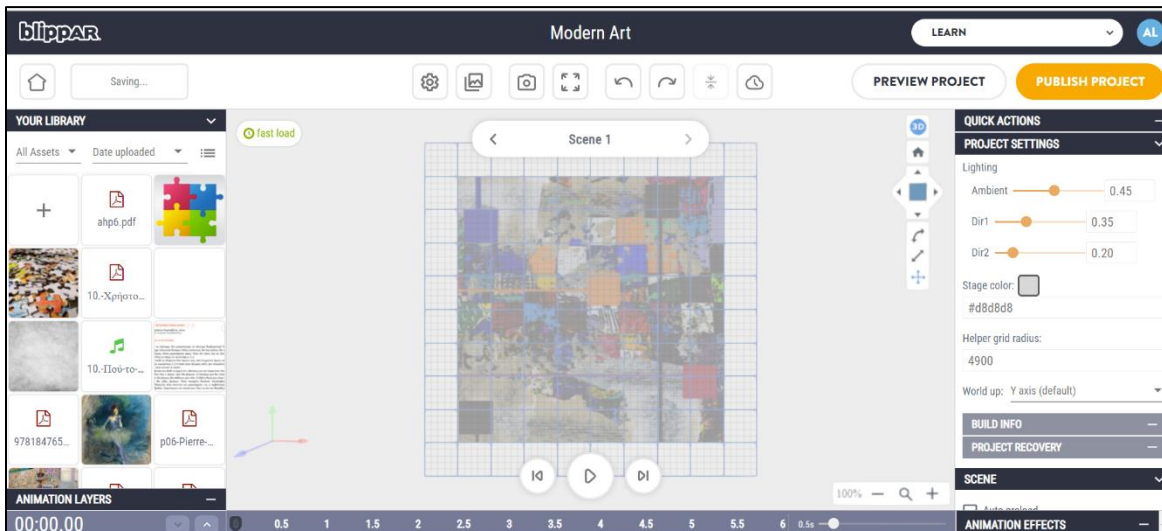 blippar
Modern Art
LEARN
AL
Saving...
PREVIEW PROJECT
PUBLISH PROJECT
YOUR LIBRARY
All Assets
Date uploaded
fast load
Scene 1
3D
ahp6.pdf
10.-Χρήστο...
10.-Πού-το-...
978184765...
p06-Pierre-...
QUICK ACTIONS
PROJECT SETTINGS
Lighting
Ambient 0.45
Dir1 0.35
Dir2 0.20
Stage color:
#d8d8d8
Helper grid radius:
4900
World up: Y axis (default)
BUILD INFO
PROJECT RECOVERY
SCENE
Auto preload
100%
ANIMATION LAYERS
00:00.00
0 0.5 1 1.5 2 2.5 3 3.5 4 4.5 5 5.5 6 0.5s
ANIMATION EFFECTS